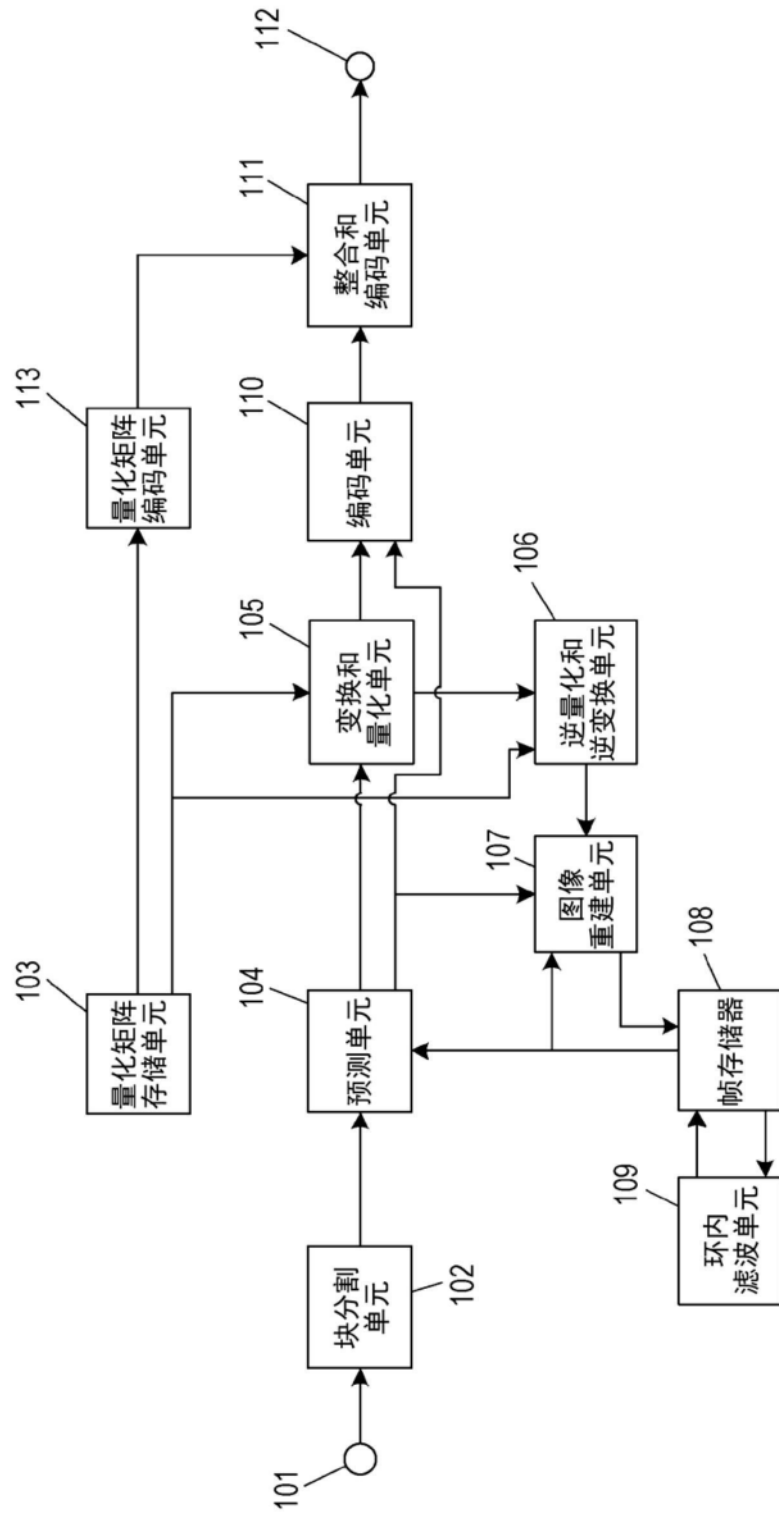 103
量化矩阵
存储单元
113
量化矩阵
编码单元
101
块分割
单元
102
104
预测单元
105
变换和
量化单元
110
编码单元
111
整合和
编码单元
112
107
图像
重建单元
106
逆量化和
逆变换单元
109
环内
滤波单元
108
帧存储器